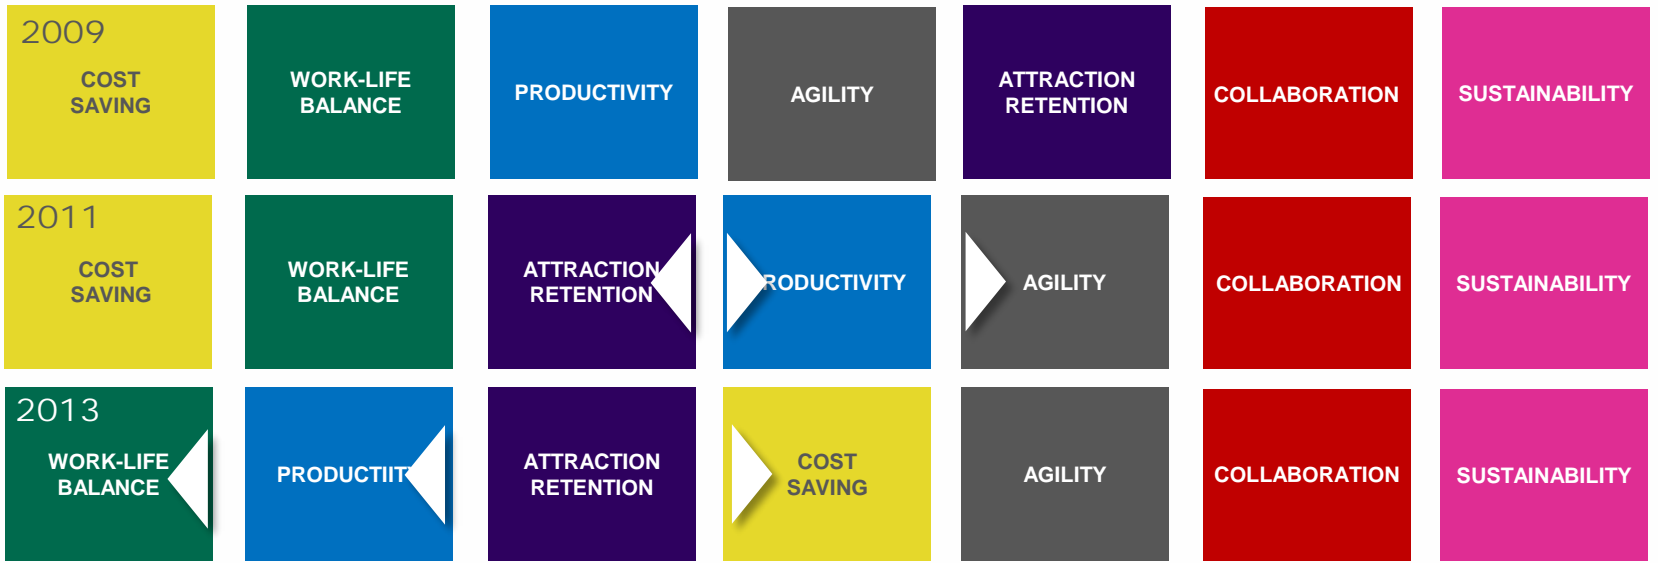 2009
COST
SAVING
WORK-LIFE
BALANCE
PRODUCTIVITY
AGILITY
ATTRACTION
RETENTION
COLLABORATION
SUSTAINABILITY
2011
COST
SAVING
WORK-LIFE
BALANCE
ATTRACTION
RETENTION
RODUCTIVITY
AGILITY
COLLABORATION
SUSTAINABILITY
2013
WORK-LIFE
BALANCE
PRODUCTIIT
ATTRACTION
RETENTION
COST
SAVING
AGILITY
COLLABORATION
SUSTAINABILITY